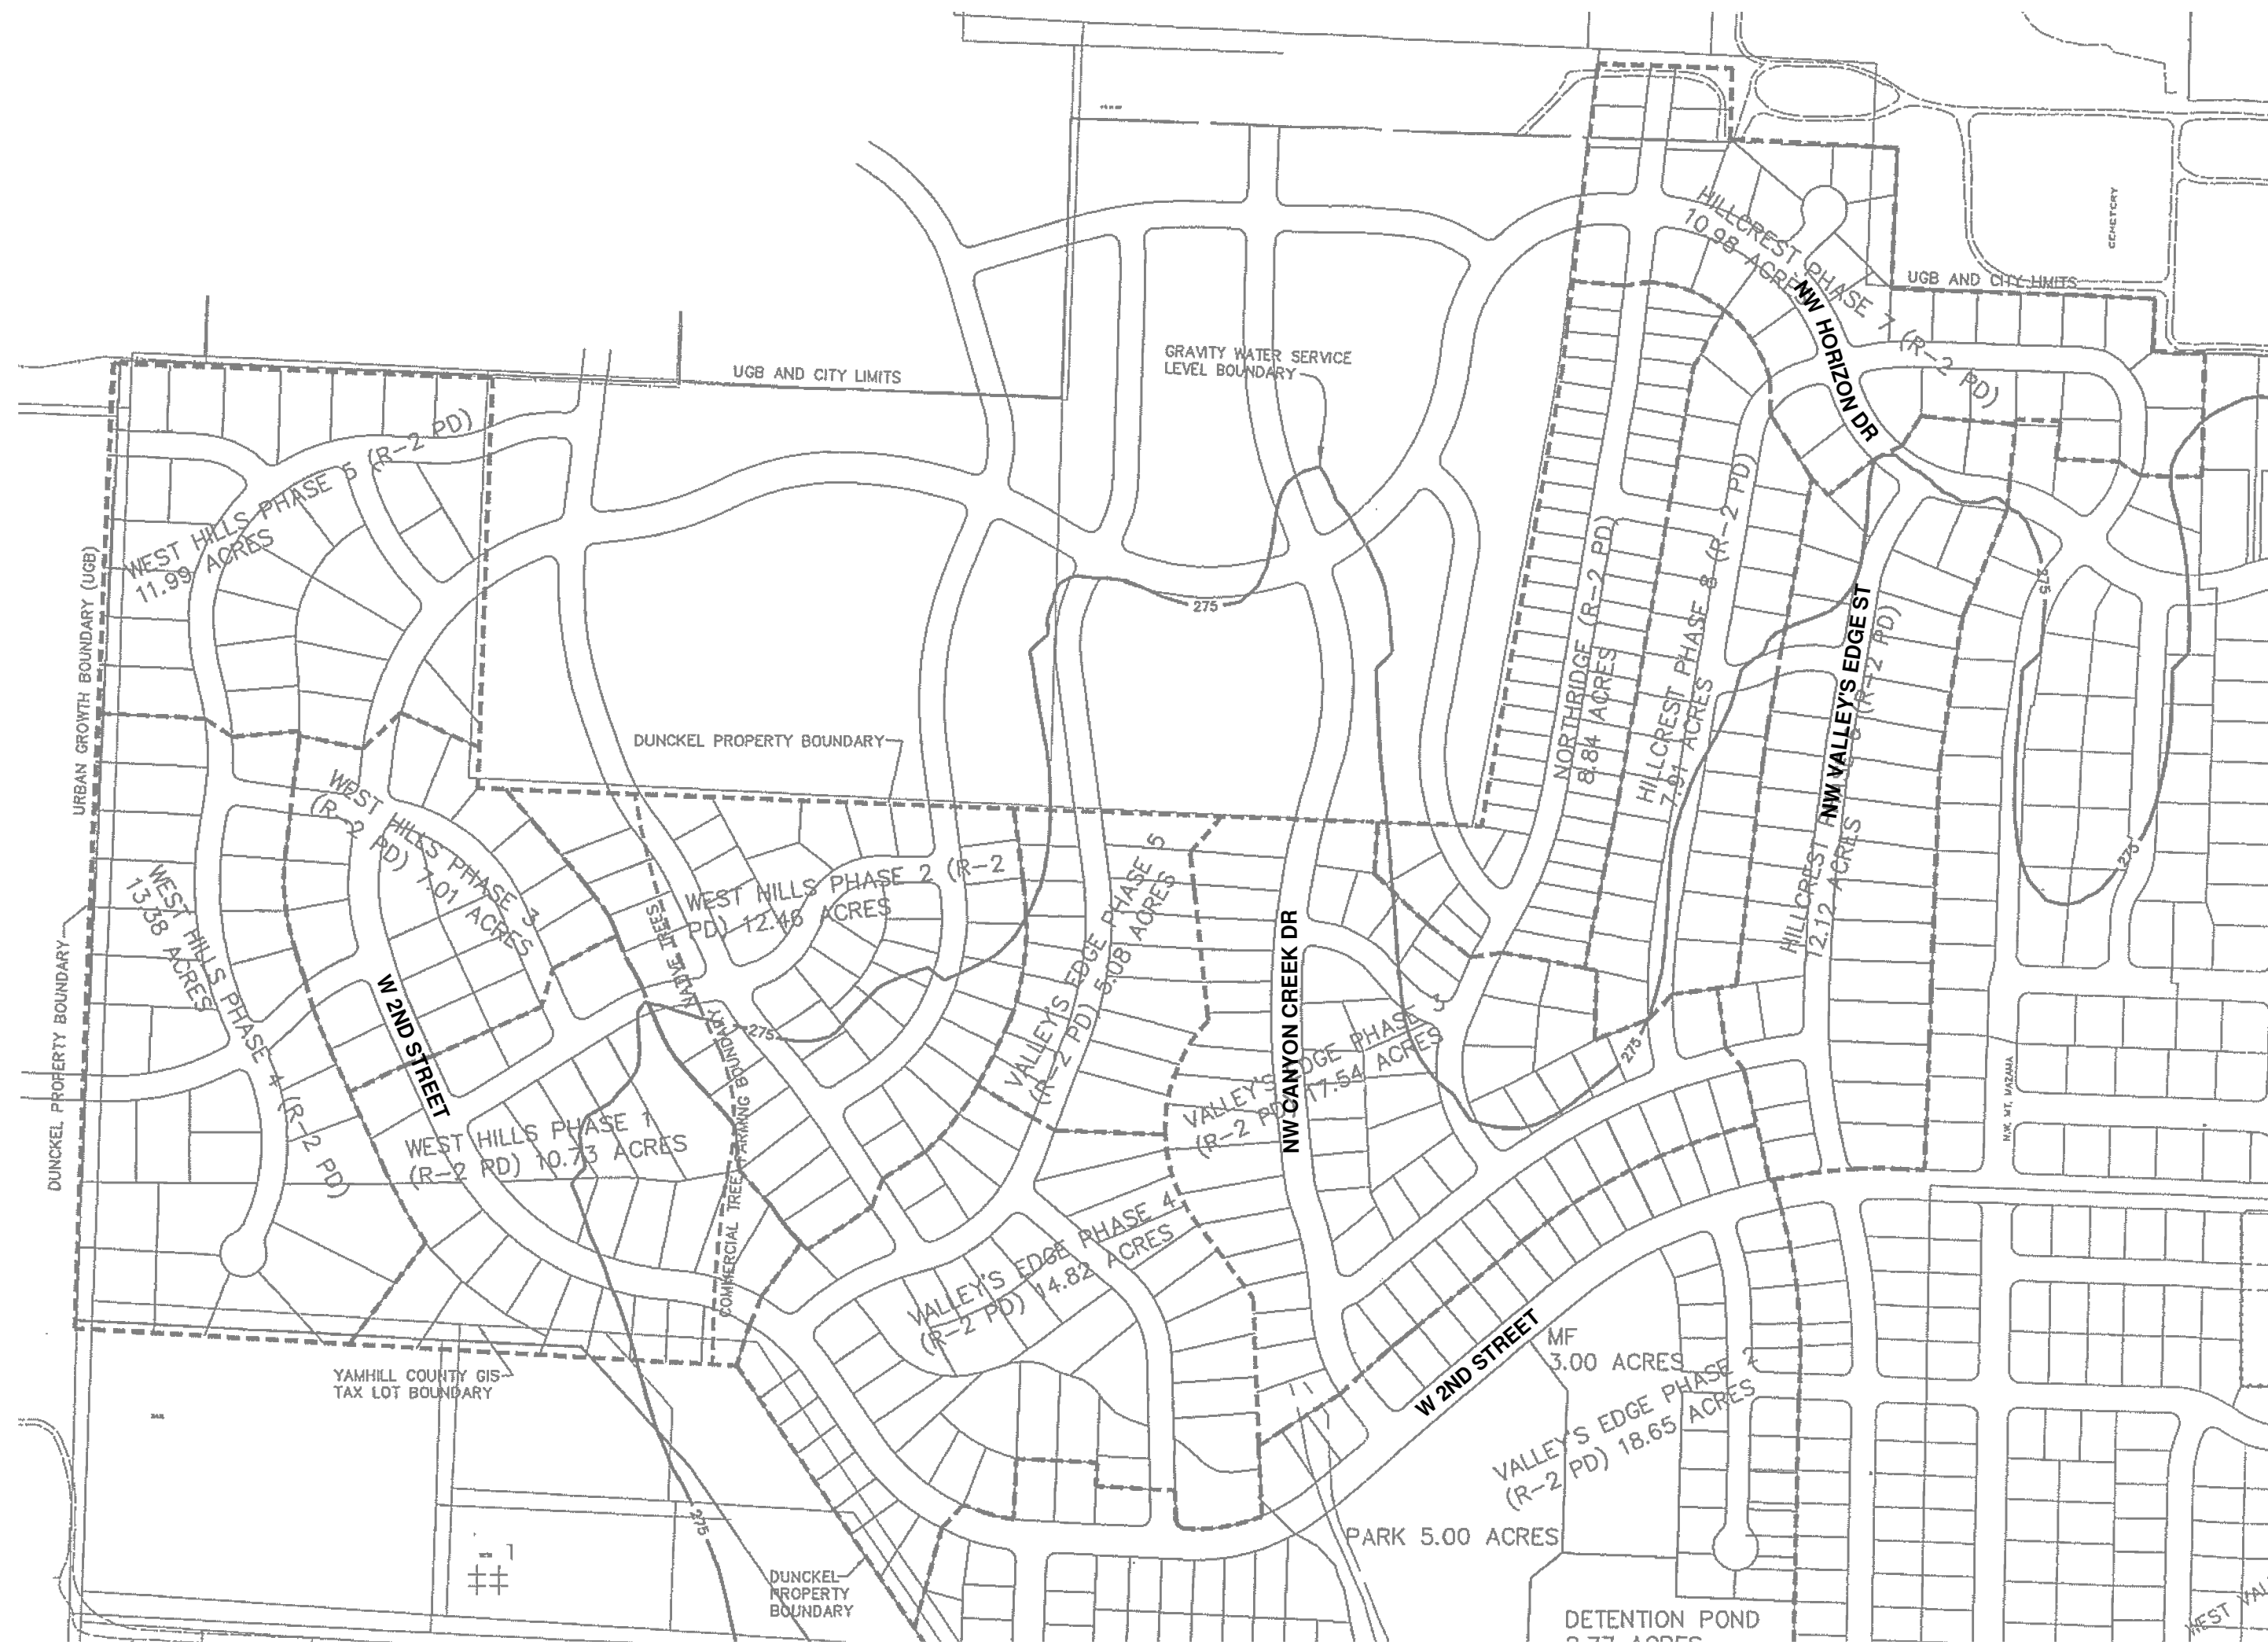 CEMETERY
HILLCREST PHASE 7 (R-2 PD)
10.98 ACRES
UGB AND CITY LIMITS
NW HORIZON DR
GRAVITY WATER SERVICE
LEVEL BOUNDARY
UGB AND CITY LIMITS
WEST HILLS PHASE 5 (R-2 PD)
11.99 ACRES
URBAN GROWTH BOUNDARY (UGB)
275
275
NORTHRIDGE (R-2 PD)
8.84 ACRES
HILLCREST PHASE 8 (R-2 PD)
7.91 ACRES
NW VALLEY'S EDGE ST
HILLCREST (R-2 PD)
12.12 ACRES
DUNCKEL PROPERTY BOUNDARY
WEST HILLS PHASE 3
(R-2 PD) 7.01 ACRES
275
WEST HILLS PHASE 2 (R-2
PD) 12.46 ACRES
VALLEY'S EDGE PHASE 5
(R-2 PD) 5.08 ACRES
WEST HILLS PHASE 4 (R-2 PD)
13.38 ACRES
NATIVE TREES
DUNCKEL PROPERTY BOUNDARY
W 2ND STREET
NW CANYON CREEK DR
275
275
VALLEY'S EDGE PHASE 3
(R-2 PD) 17.54 ACRES
N.W. MT. MAZAMA
WEST HILLS PHASE 1
(R-2 PD) 10.73 ACRES
COMMERCIAL TREE FARMING BOUNDARY
VALLEY'S EDGE PHASE 4
(R-2 PD) 14.82 ACRES
W 2ND STREET
MF
3.00 ACRES
YAMHILL COUNTY GIS
TAX LOT BOUNDARY
VALLEY'S EDGE PHASE 2
(R-2 PD) 18.65 ACRES
275
PARK 5.00 ACRES
DUNCKEL
PROPERTY
BOUNDARY
DETENTION POND
WEST